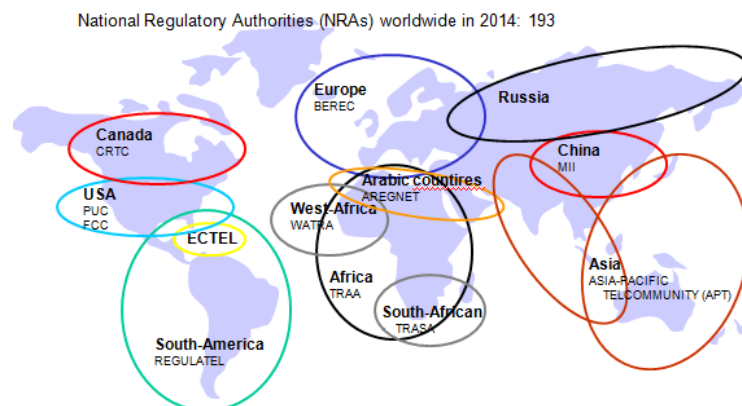 National Regulatory Authorities (NRAs) worldwide in 2014: 193
Europe
BEREC
Russia
Canada
CRTC
China
MII
Arabic countires
AREGNET
USA
PUC
FCC
West-Africa
WATRA
ECTEL
Africa
TRAA
Asia
ASIA-PACIFIC
TELCOMMUNITY (APT)
South-African
TRASA
South-America
REGULATEL